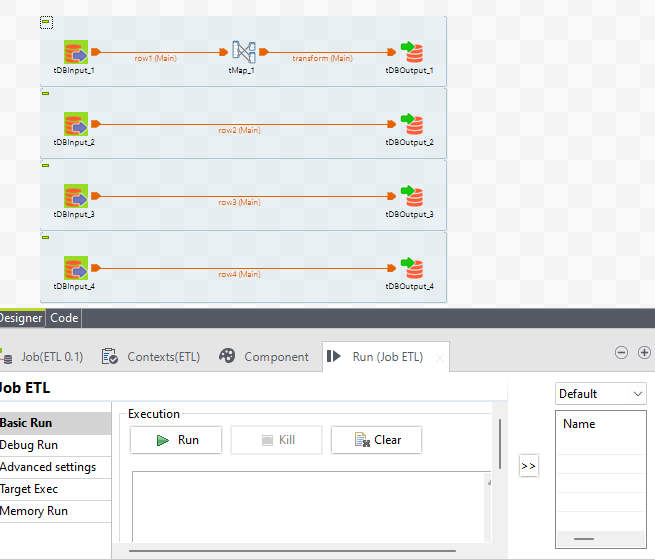 row1 (Main)
transform (Main)
tDBInput_1
tMap_1
tDBOutput_1
row2 (Main)
tDBInput_2
tDBOutput_2
row3 (Main)
tDBInput_3
tDBOutput_3
row4 (Main)
tDBInput_4
tDBOutput_4
Designer Code
Job(ETL 0.1) Contexts(ETL) Component Run (Job ETL)
Job ETL
Default
Basic Run
Execution
Name
Debug Run
Run Kill Clear
Advanced settings
>>
Target Exec
Memory Run